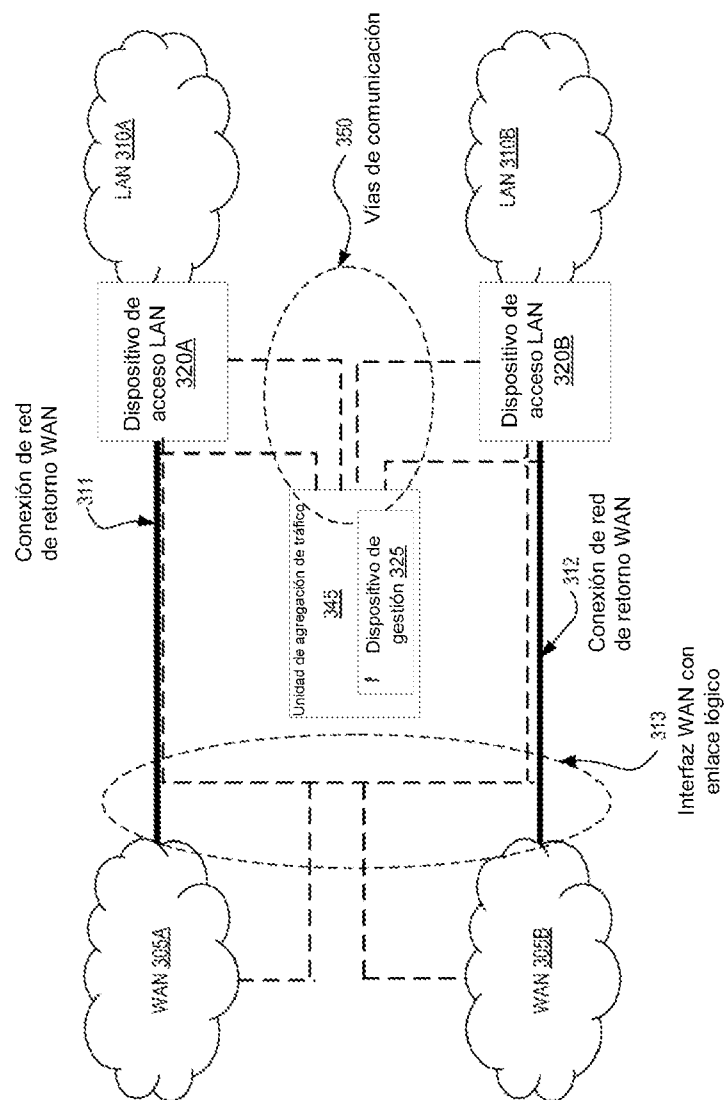 Conexión de red
de retorno WAN
311
LAN 310A
Dispositivo de
acceso LAN
320A
WAN 305A
350
Vías de comunicación
Unidad de agregación de tráfico
345
Dispositivo de
gestión 325
WAN 305B
312
Conexión de red
de retorno WAN
313
Interfaz WAN con
enlace lógico
Dispositivo de
acceso LAN
320B
LAN 310B